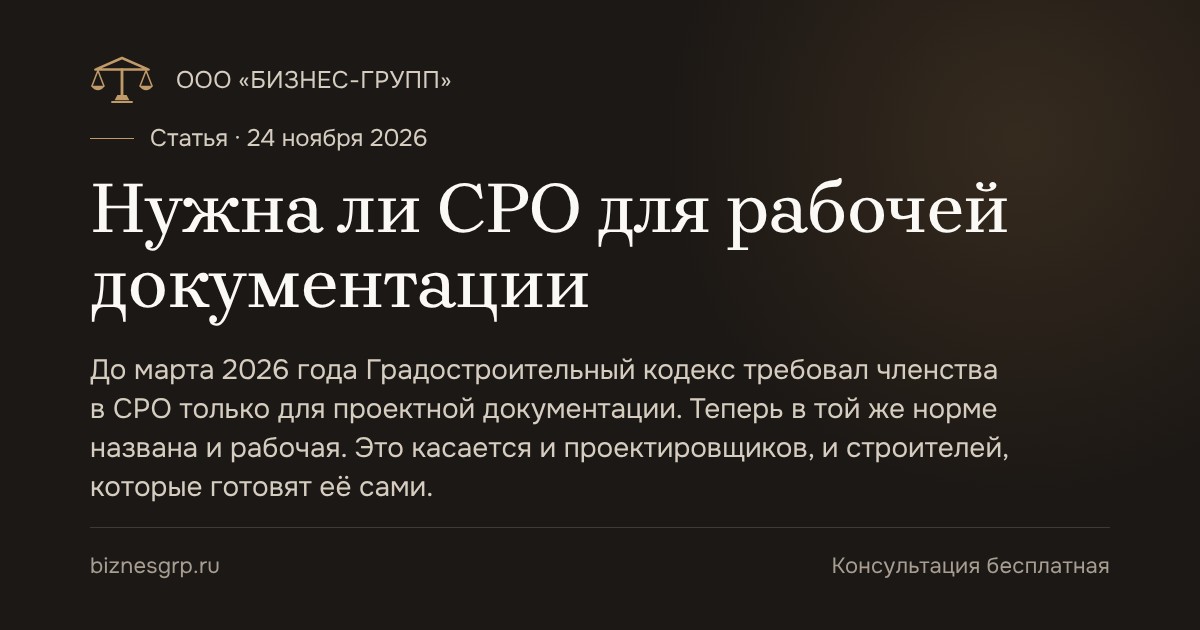 ООО «БИЗНЕС-ГРУПП»
Статья · 24 ноября 2026
Нужна ли СРО для рабочей
документации
До марта 2026 года Градостроительный кодекс требовал членства
в СРО только для проектной документации. Теперь в той же норме
названа и рабочая. Это касается и проектировщиков, и строителей,
которые готовят её сами.
biznesgrp.ru
Консультация бесплатная